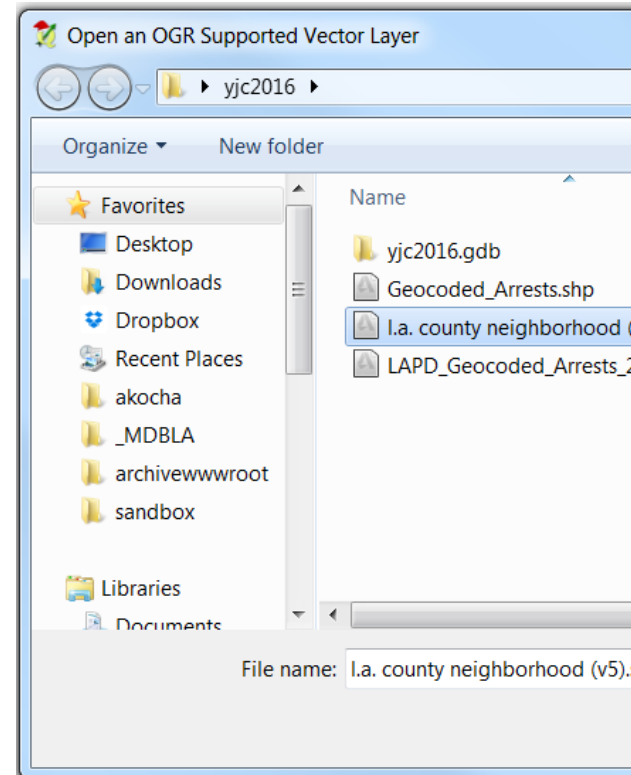 Open an OGR Supported Vector Layer
yjc2016
Organize New folder
Favorites
Desktop
Downloads
Dropbox
Recent Places
akocha
_MDBLA
archivewwwroot
sandbox
Libraries
Documents
Name
yjc2016.gdb
Geocoded_Arrests.shp
l.a. county neighborhood (
LAPD_Geocoded_Arrests_2
File name: l.a. county neighborhood (v5).s